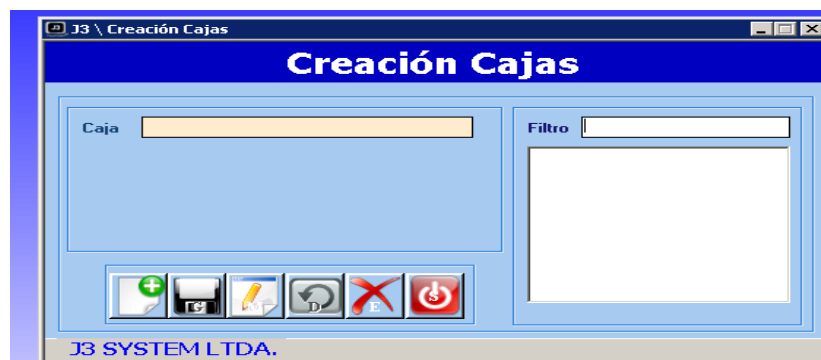 J3 \ Creación Cajas
Creación Cajas
Caja
Filtro
G
D
E
S
J3 SYSTEM LTDA.